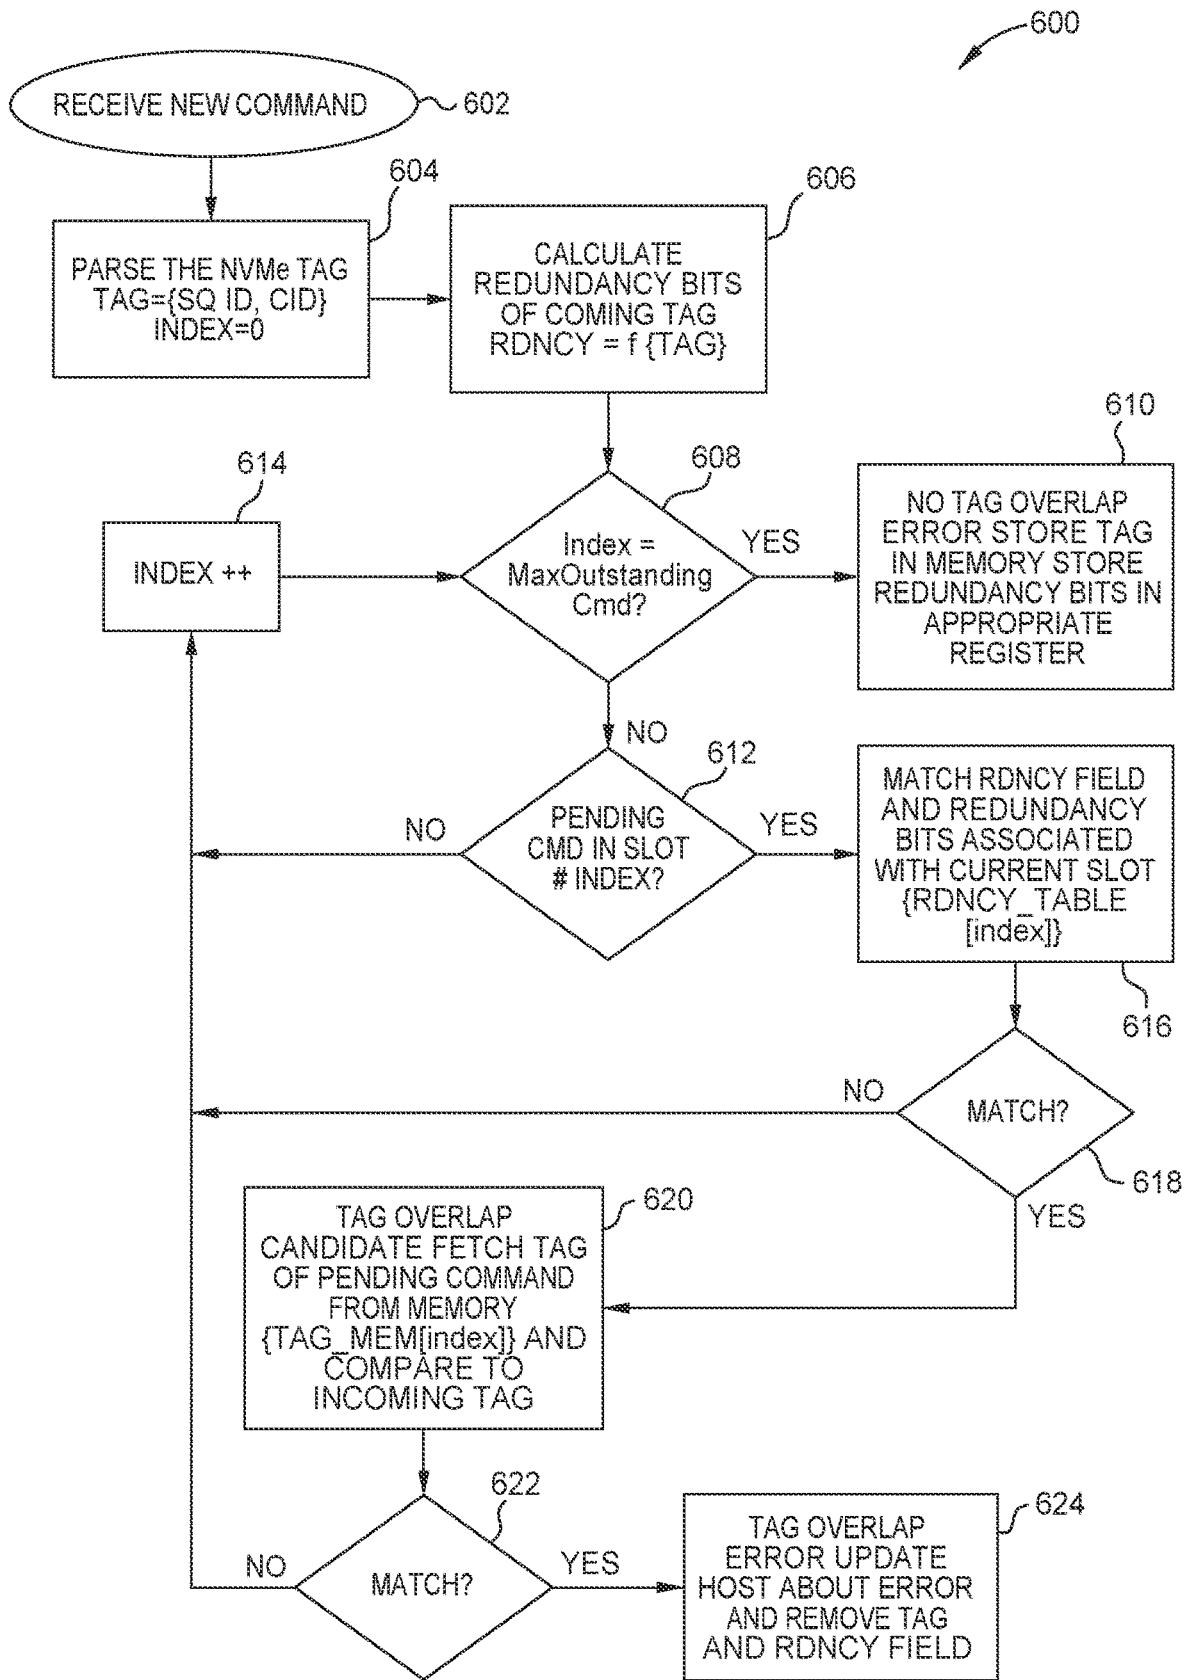 600
RECEIVE NEW COMMAND
602
604
PARSE THE NVMe TAG
TAG={SQ ID, CID}
INDEX=0
606
CALCULATE
REDUNDANCY BITS
OF COMING TAG
RDNCY = f {TAG}
614
INDEX ++
608
Index =
MaxOutstanding
Cmd?
YES
NO
610
NO TAG OVERLAP
ERROR STORE TAG
IN MEMORY STORE
REDUNDANCY BITS IN
APPROPRIATE
REGISTER
612
PENDING
CMD IN SLOT
# INDEX?
NO
YES
MATCH RDNCY FIELD
AND REDUNDANCY
BITS ASSOCIATED
WITH CURRENT SLOT
{RDNCY_TABLE
[index]}
616
NO
MATCH?
618
YES
620
TAG OVERLAP
CANDIDATE FETCH TAG
OF PENDING COMMAND
FROM MEMORY
{TAG_MEM[index]} AND
COMPARE TO
INCOMING TAG
622
NO
MATCH?
YES
624
TAG OVERLAP
ERROR UPDATE
HOST ABOUT ERROR
AND REMOVE TAG
AND RDNCY FIELD